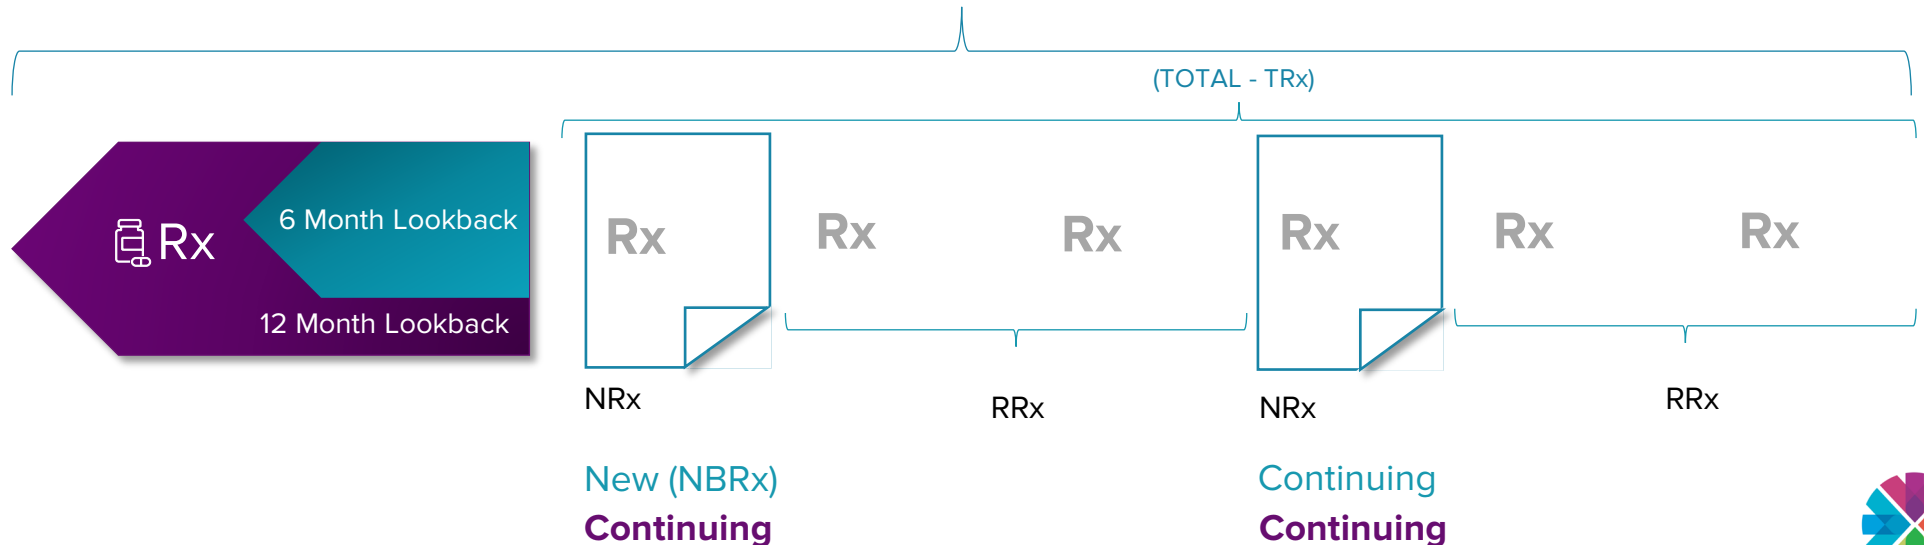 (TOTAL - TRx)
Rx
6 Month Lookback
12 Month Lookback
Rx
Rx
Rx
Rx
Rx
Rx
NRx
RRx
NRx
RRx
New (NBRx)
Continuing
Continuing
Continuing